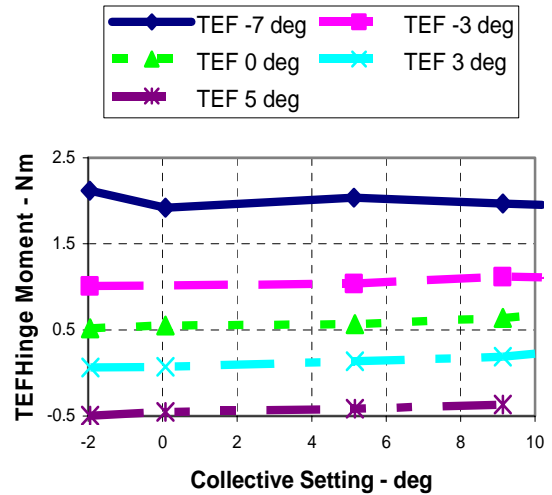 TEF -7 deg
TEF -3 deg
TEF 0 deg
TEF 3 deg
TEF 5 deg
TEFHinge Moment - Nm
2.5
1.5
0.5
-0.5
-2 0 2 4 6 8 10
Collective Setting - deg